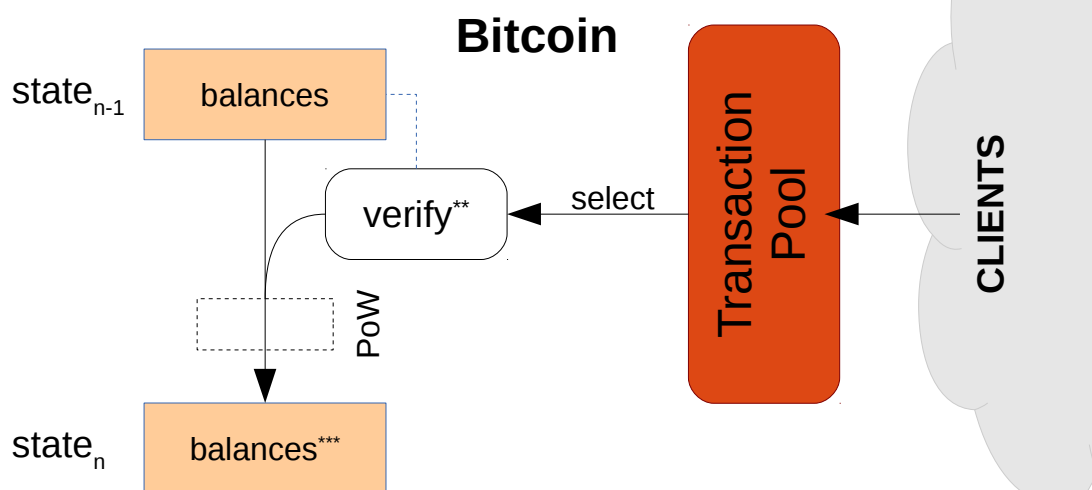 Bitcoin
state n-1
balances
verify**
select
Transaction
Pool
CLIENTS
PoW
state n
balances***